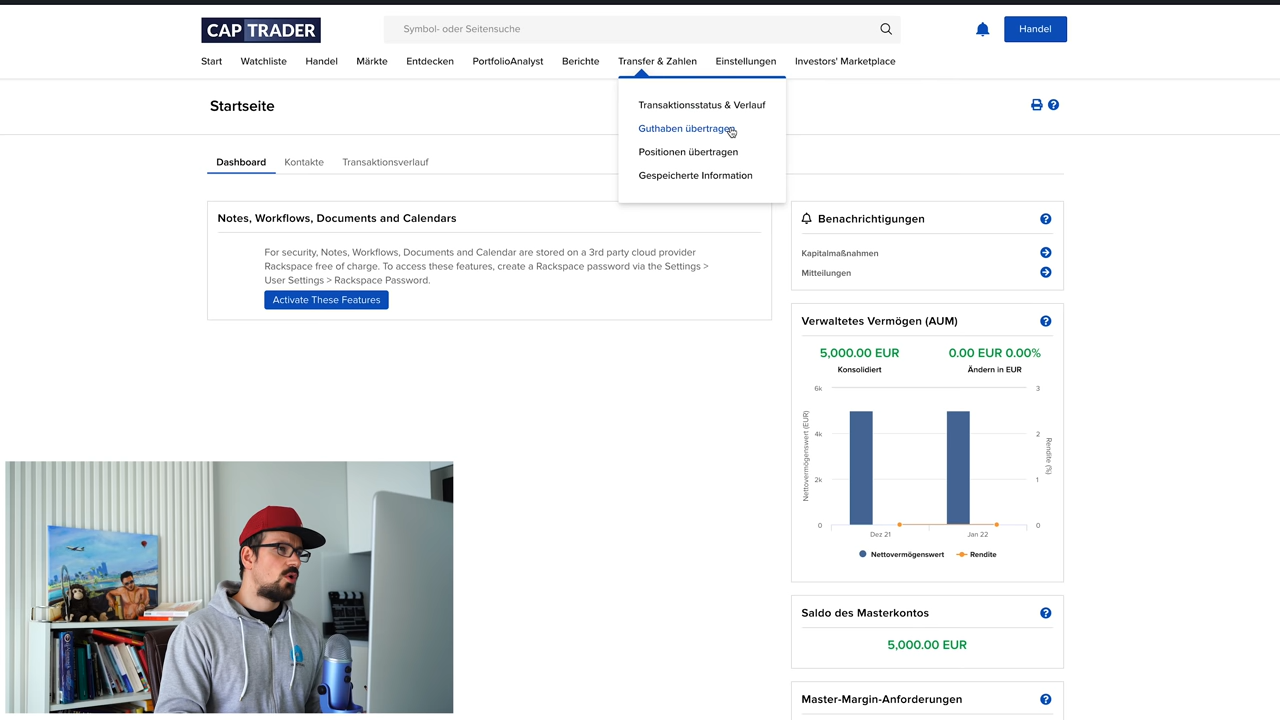 CAP TRADER
Symbol- oder Seitensuche
Handel
Start
Watchliste
Handel
Märkte
Entdecken
PortfolioAnalyst
Berichte
Transfer & Zahlen
Einstellungen
Investors' Marketplace
Startseite
Transaktionsstatus & Verlauf
Guthaben übertragen
Positionen übertragen
Gespeicherte Information
Dashboard
Kontakte
Transaktionsverlauf
Notes, Workflows, Documents and Calendars
For security, Notes, Workflows, Documents and Calendar are stored on a 3rd party cloud provider
Rackspace free of charge. To access these features, create a Rackspace password via the Settings >
User Settings > Rackspace Password.
Activate These Features
Benachrichtigungen
Kapitalmaßnahmen
Mitteilungen
Verwaltetes Vermögen (AUM)
5,000.00 EUR
0.00 EUR 0.00%
Konsolidiert
Ändern in EUR
6k
3
4k
2
2k
1
0
0
Nettovermögenswert (EUR)
Rendite (%)
Dez 21
Jan 22
Nettovermögenswert
Rendite
Saldo des Masterkontos
5,000.00 EUR
Master-Margin-Anforderungen